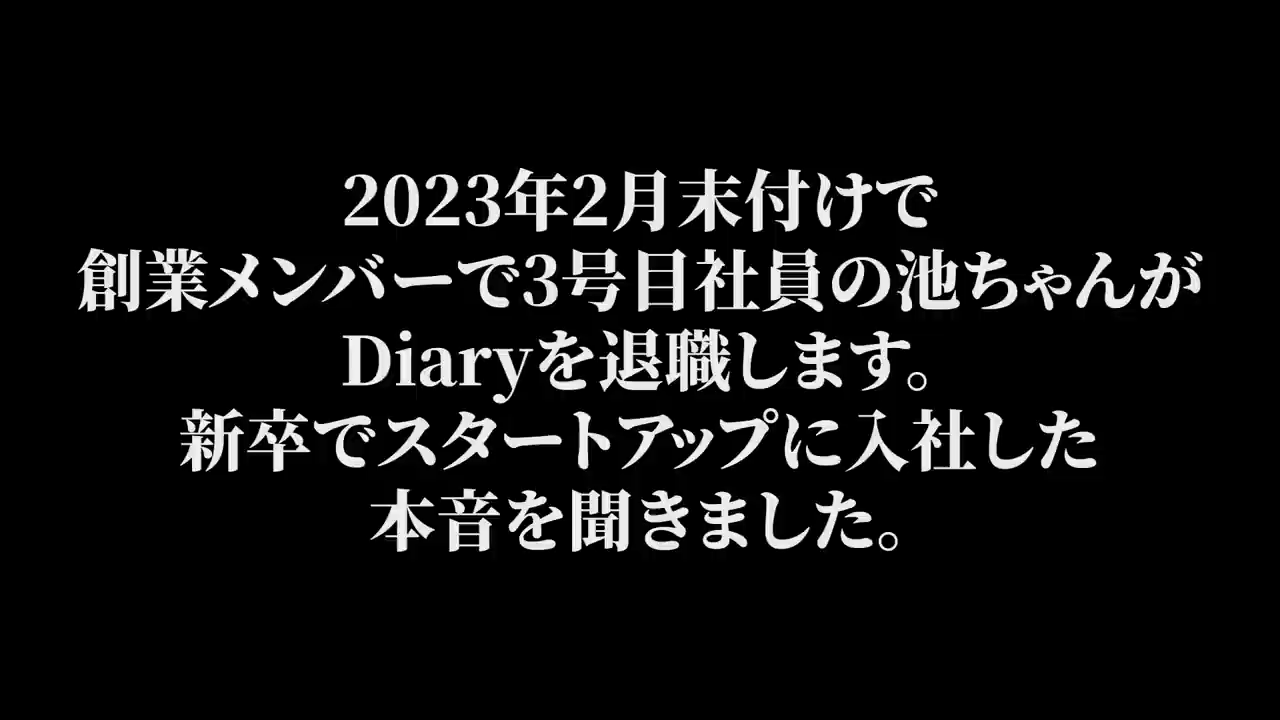 2023年2月末付けで
創業メンバーで3号目社員の池ちゃんが
Diaryを退職します。
新卒でスタートアップに入社した
本音を聞きました。